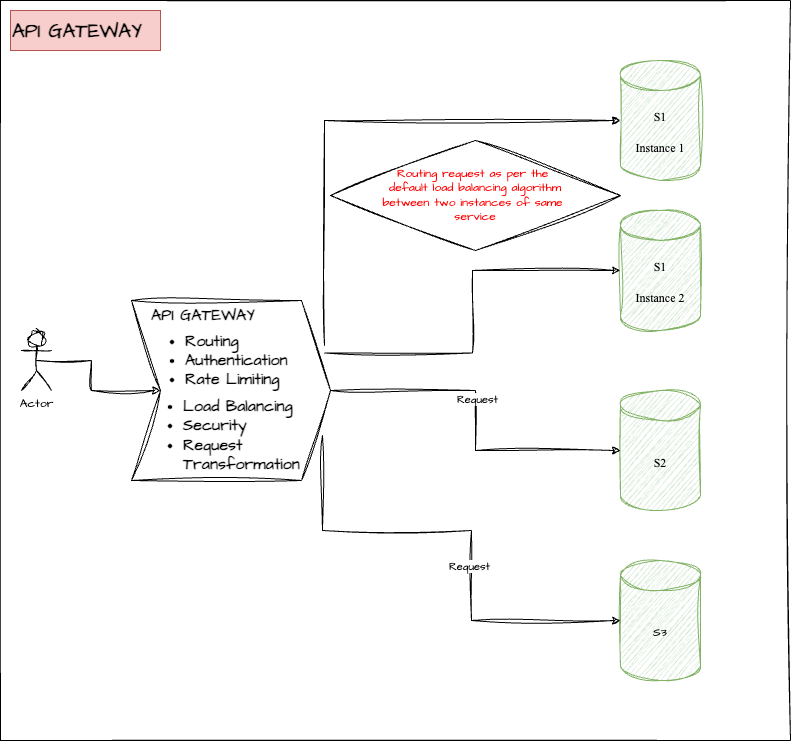 API GATEWAY
S1
Instance 1
Routing request as per the
default load balancing algorithm
between two instances of same
service
S1
Instance 2
API GATEWAY
• Routing
• Authentication
• Rate Limiting
• Load Balancing
• Security
• Request
Transformation
Actor
Request
S2
Request
S3